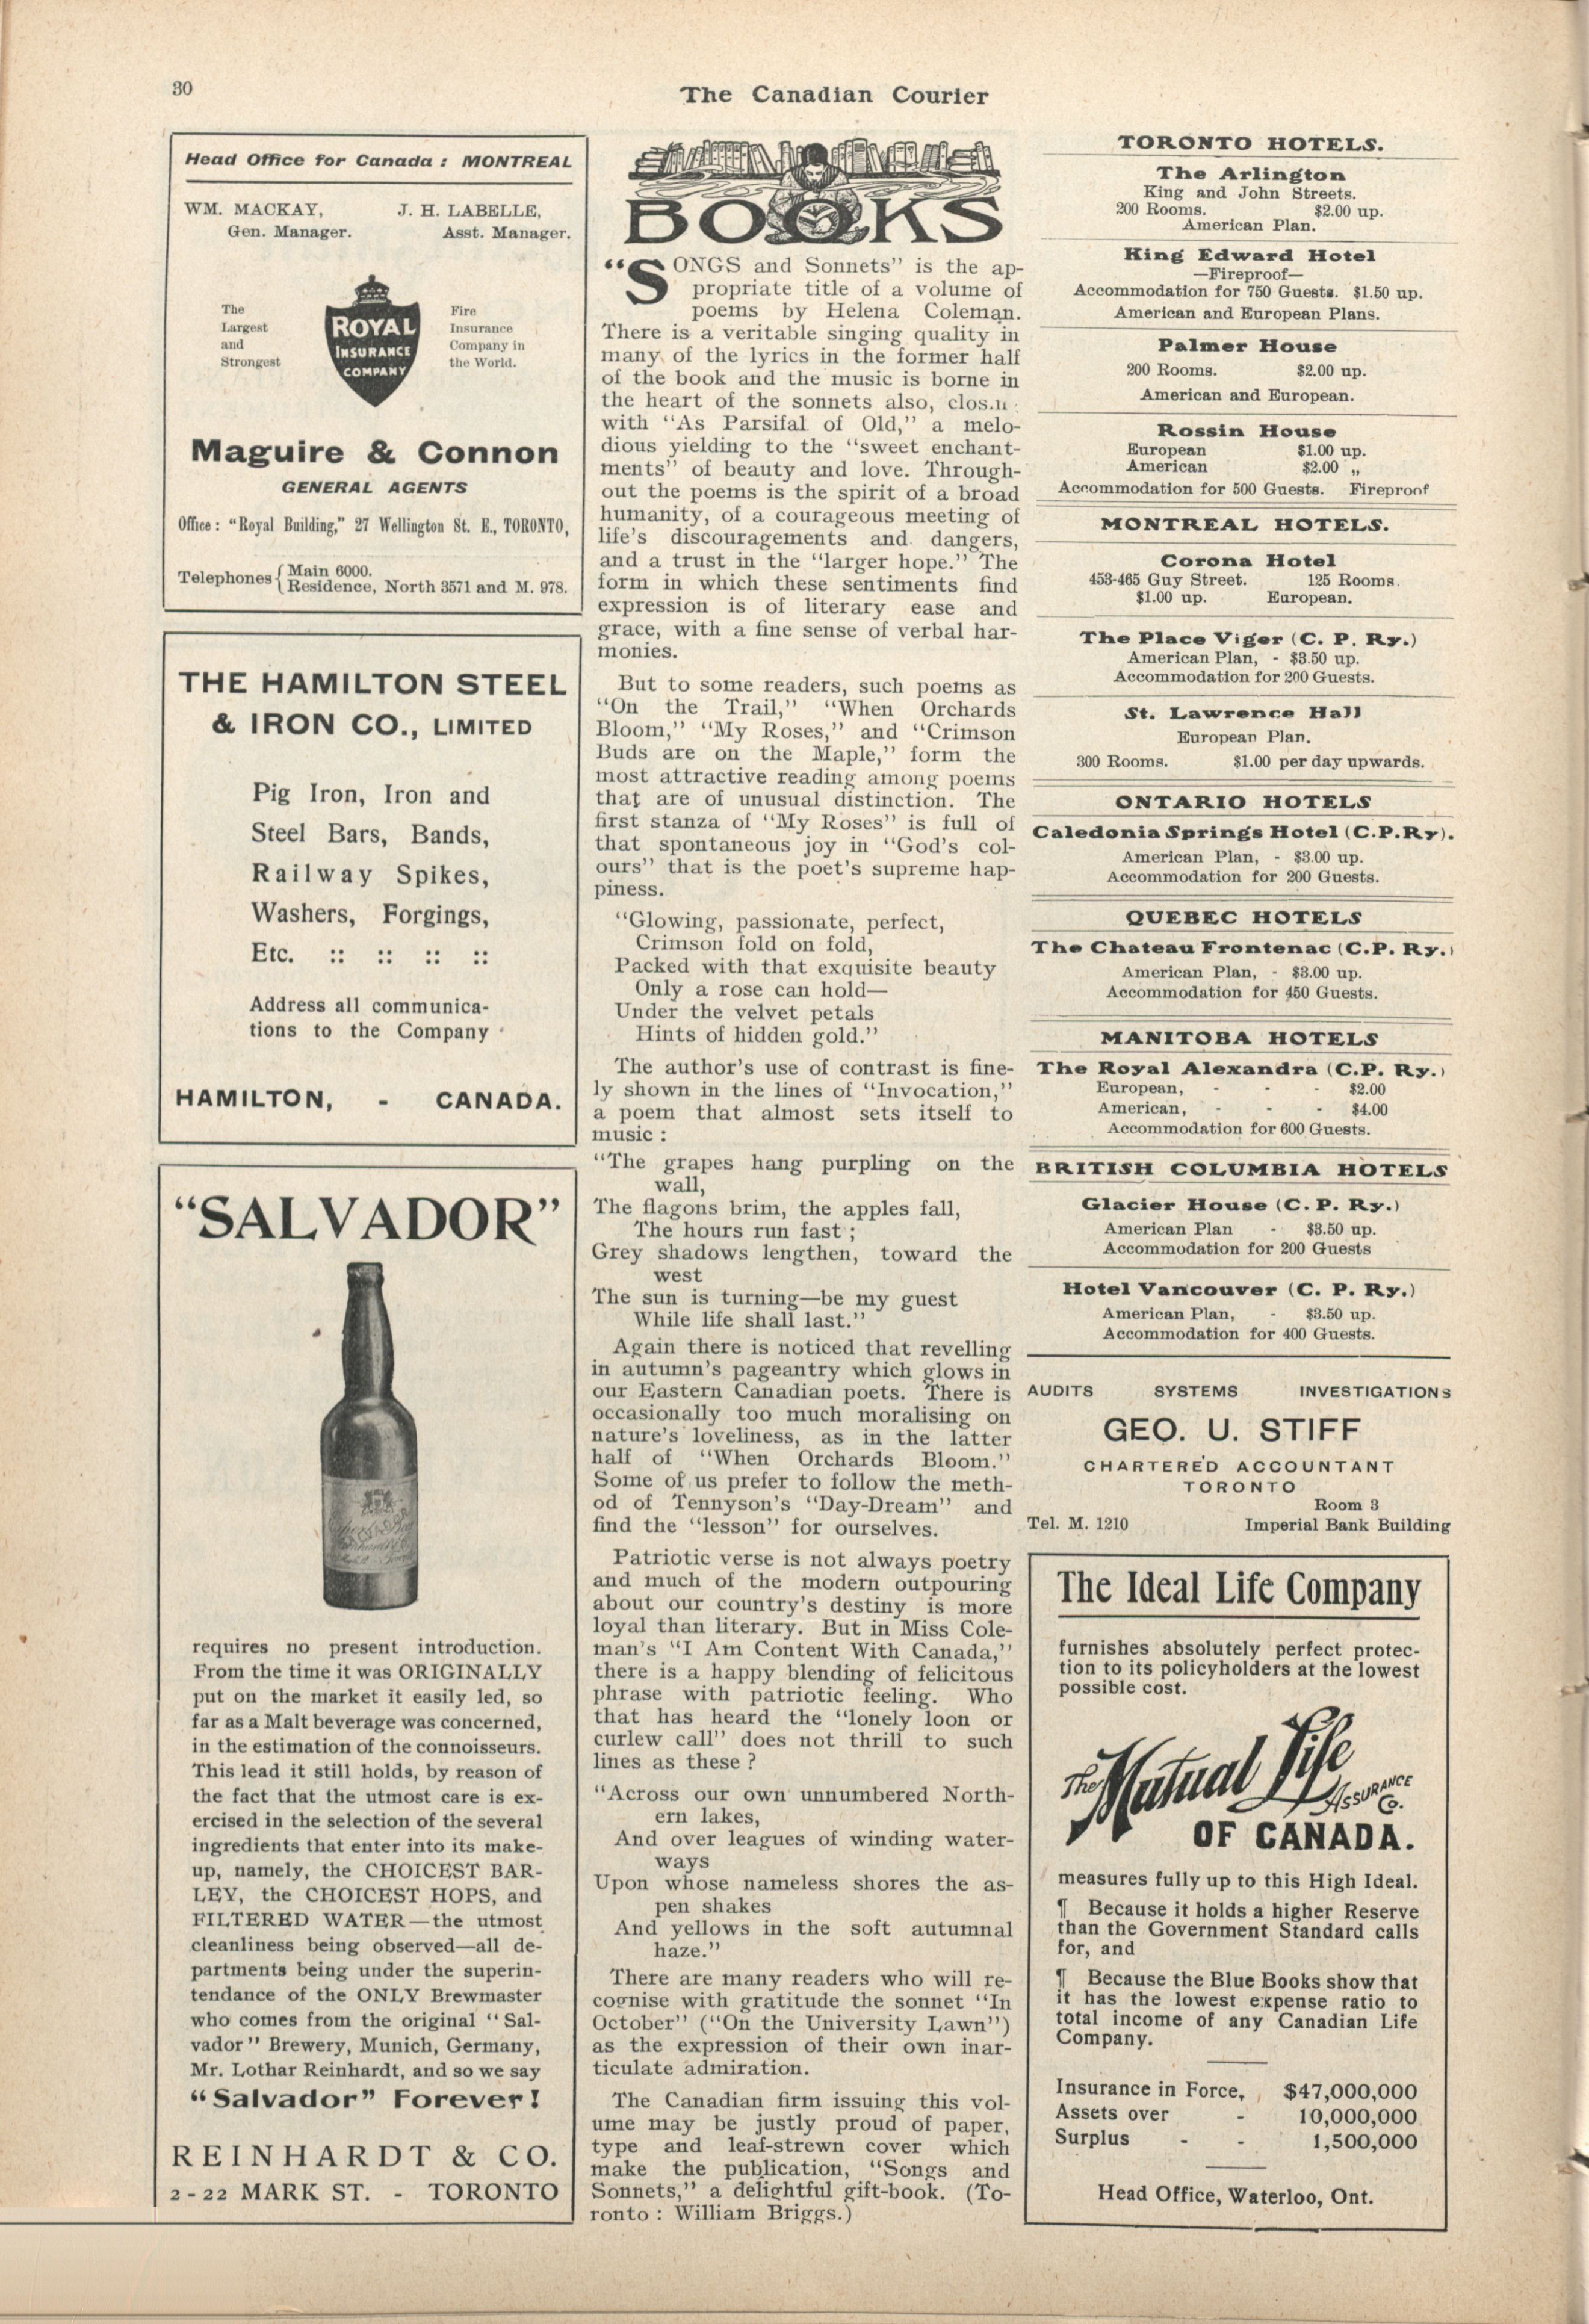 30
The Canadian Courier
Head Office for Canada : MONTREAL
WM. MACKAY, J. H. LABELLE,
Gen. Manager. Asst. Manager.
The
Largest
and
Strongest
ROYAL
INSURANCE
COMPANY
Fire
Insurance
Company in
the World.
Maguire & Connon
GENERAL AGENTS
Office : "Royal Building," 27 Wellington St. E., TORONTO,
Telephones { Main 6000.
Residence, North 3571 and M. 978.
THE HAMILTON STEEL
& IRON CO., LIMITED
Pig Iron, Iron and
Steel Bars, Bands,
Railway Spikes,
Washers, Forgings,
Etc. :: :: :: ::
Address all communica-
tions to the Company
HAMILTON, - CANADA.
"SALVADOR"
requires no present introduction.
From the time it was ORIGINALLY
put on the market it easily led, so
far as a Malt beverage was concerned,
in the estimation of the connoisseurs.
This lead it still holds, by reason of
the fact that the utmost care is ex-
ercised in the selection of the several
ingredients that enter into its make-
up, namely, the CHOICEST BAR-
LEY, the CHOICEST HOPS, and
FILTERED WATER—the utmost
cleanliness being observed—all de-
partments being under the superin-
tendance of the ONLY Brewmaster
who comes from the original "Sal-
vador" Brewery, Munich, Germany,
Mr. Lothar Reinhardt, and so we say
"Salvador" Forever!
REINHARDT & CO.
2-22 MARK ST. - TORONTO
BOOKS
"SONGS and Sonnets" is the ap-
propriate title of a volume of
poems by Helena Coleman.
There is a veritable singing quality in
many of the lyrics in the former half
of the book and the music is borne in
the heart of the sonnets also,
with "As Parsifal of Old," a melo-
dious yielding to the "sweet enchant-
ments" of beauty and love. Through-
out the poems is the spirit of a broad
humanity, of a courageous meeting of
life's discouragements and dangers,
and a trust in the "larger hope." The
form in which these sentiments find
expression is of literary ease and
grace, with a fine sense of verbal har-
monies.
But to some readers, such poems as
"On the Trail," "When Orchards
Bloom," "My Roses," and "Crimson
Buds are on the Maple," form the
most attractive reading among poems
that are of unusual distinction. The
first stanza of "My Roses" is full of
that spontaneous joy in "God's col-
ours" that is the poet's supreme hap-
piness.
"Glowing, passionate, perfect,
Crimson fold on fold,
Packed with that exquisite beauty
Only a rose can hold—
Under the velvet petals
Hints of hidden gold."
The author's use of contrast is fine-
ly shown in the lines of "Invocation,"
a poem that almost sets itself to
music :
"The grapes hang purpling on the
wall,
The flagons brim, the apples fall,
The hours run fast ;
Grey shadows lengthen, toward the
west
The sun is turning—be my guest
While life shall last."
Again there is noticed that revelling
in autumn's pageantry which glows in
our Eastern Canadian poets. There is
occasionally too much moralising on
nature's loveliness, as in the latter
half of "When Orchards Bloom."
Some of us prefer to follow the meth-
od of Tennyson's "Day-Dream" and
find the "lesson" for ourselves.
Patriotic verse is not always poetry
and much of the modern outpouring
about our country's destiny is more
loyal than literary. But in Miss Cole-
man's "I Am Content With Canada,"
there is a happy blending of felicitous
phrase with patriotic feeling. Who
that has heard the "lonely loon or
curlew call" does not thrill to such
lines as these ?
"Across our own unnumbered North-
ern lakes,
And over leagues of winding water-
ways
Upon whose nameless shores the as-
pen shakes
And yellows in the soft autumnal
haze."
There are many readers who will re-
cognise with gratitude the sonnet "In
October" ("On the University Lawn")
as the expression of their own inar-
ticulate admiration.
The Canadian firm issuing this vol-
ume may be justly proud of paper,
type and leaf-strewn cover which
make the publication, "Songs and
Sonnets," a delightful gift-book. (To-
ronto : William Briggs.)
TORONTO HOTELS.
The Arlington
King and John Streets.
200 Rooms. $2.00 up.
American Plan.
King Edward Hotel
—Fireproof—
Accommodation for 750 Guests. $1.50 up.
American and European Plans.
Palmer House
200 Rooms. $2.00 up.
American and European.
Rossin House
European $1.00 up.
American $2.00 ,,
Accommodation for 500 Guests. Fireproof
MONTREAL HOTELS.
Corona Hotel
453-465 Guy Street. 125 Rooms.
$1.00 up. European.
The Place Viger (C. P. Ry.)
American Plan, - $3.50 up.
Accommodation for 200 Guests.
St. Lawrence Hall
European Plan.
300 Rooms. $1.00 per day upwards.
ONTARIO HOTELS
Caledonia Springs Hotel (C.P.Ry).
American Plan, - $3.00 up.
Accommodation for 200 Guests.
QUEBEC HOTELS
The Chateau Frontenac (C.P. Ry.)
American Plan, - $3.00 up.
Accommodation for 450 Guests.
MANITOBA HOTELS
The Royal Alexandra (C.P. Ry.)
European, - - - $2.00
American, - - - $4.00
Accommodation for 600 Guests.
BRITISH COLUMBIA HOTELS
Glacier House (C. P. Ry.)
American Plan - $3.50 up.
Accommodation for 200 Guests
Hotel Vancouver (C. P. Ry.)
American Plan, - $3.50 up.
Accommodation for 400 Guests.
AUDITS SYSTEMS INVESTIGATIONS
GEO. U. STIFF
CHARTERED ACCOUNTANT
TORONTO
Room 3
Tel. M. 1210 Imperial Bank Building
The Ideal Life Company
furnishes absolutely perfect protec-
tion to its policyholders at the lowest
possible cost.
The Mutual Life
Assurance Co.
OF CANADA.
measures fully up to this High Ideal.
¶ Because it holds a higher Reserve
than the Government Standard calls
for, and
¶ Because the Blue Books show that
it has the lowest expense ratio to
total income of any Canadian Life
Company.
Insurance in Force, $47,000,000
Assets over - 10,000,000
Surplus - - 1,500,000
Head Office, Waterloo, Ont.